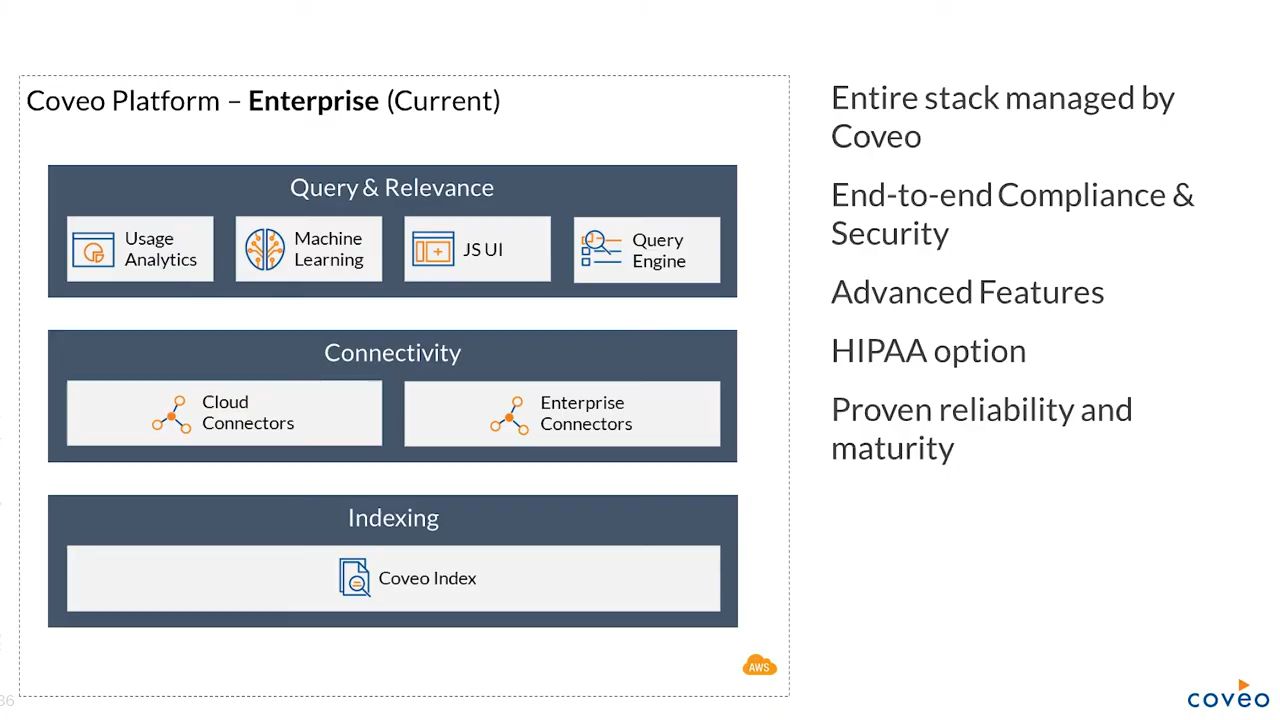 Coveo Platform – Enterprise (Current)
Query & Relevance
Usage
Analytics
Machine
Learning
JS UI
Query
Engine
Connectivity
Cloud
Connectors
Enterprise
Connectors
Indexing
Coveo Index
AWS
Entire stack managed by
Coveo
End-to-end Compliance &
Security
Advanced Features
HIPAA option
Proven reliability and
maturity
36
coveo